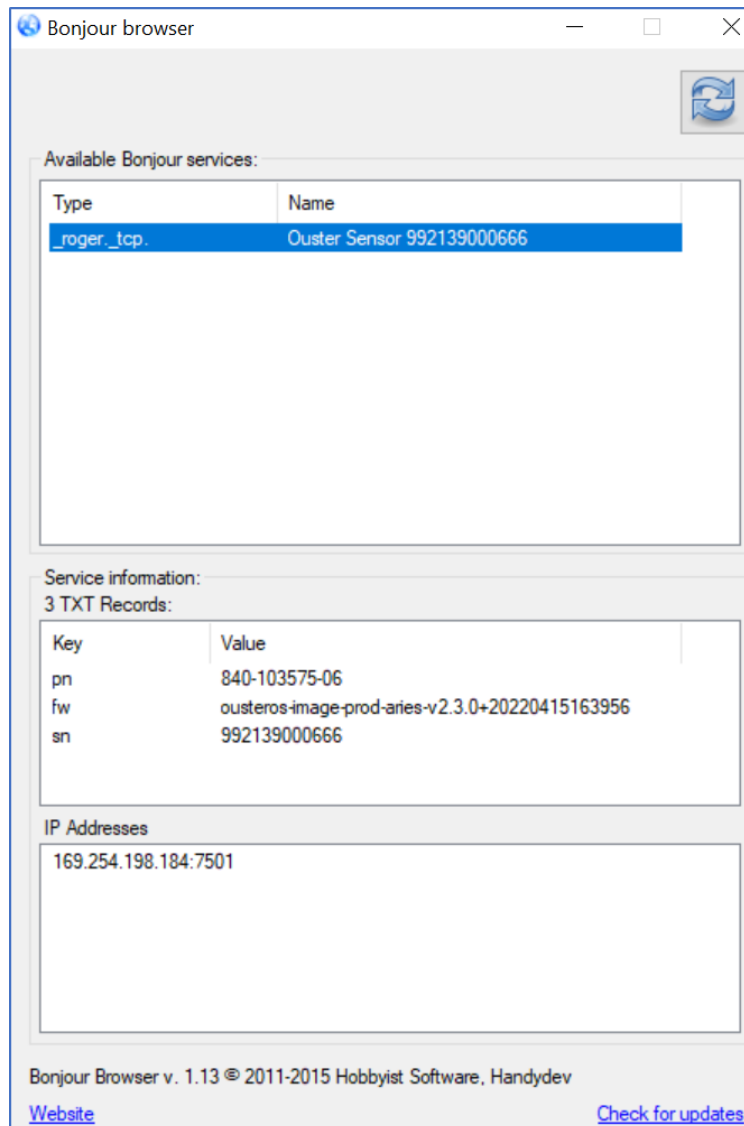 Bonjour browser
Available Bonjour services:
Type Name
_roger._tcp. Ouster Sensor 992139000666
Service information:
3 TXT Records:
Key Value
pn 840-103575-06
fw ousteros-image-prod-aries-v2.3.0+20220415163956
sn 992139000666
IP Addresses
169.254.198.184:7501
Bonjour Browser v. 1.13 © 2011-2015 Hobbyist Software, Handydev
Website Check for updates